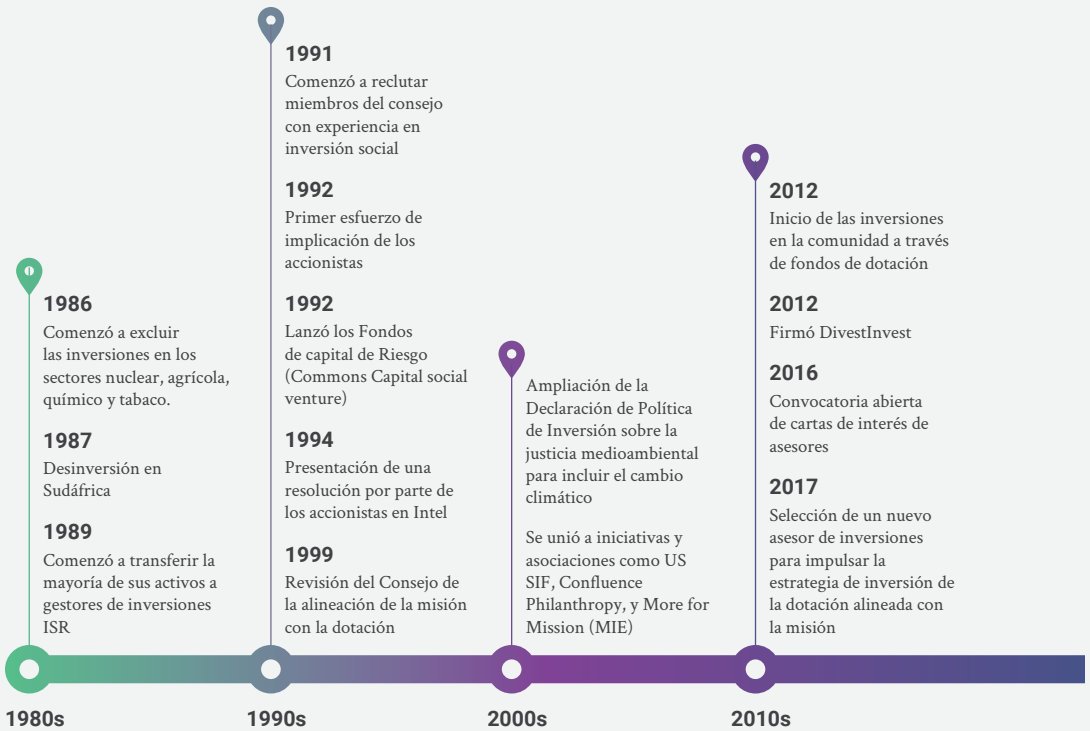 1986
Comenzó a excluir
las inversiones en los
sectores nuclear, agrícola,
químico y tabaco.
1987
Desinversión en
Sudáfrica
1989
Comenzó a transferir la
mayoría de sus activos a
gestores de inversiones
ISR
1980s
1991
Comenzó a reclutar
miembros del consejo
con experiencia en
inversión social
1992
Primer esfuerzo de
implicación de los
accionistas
1992
Lanzó los Fondos
de capital de Riesgo
(Commons Capital social
venture)
1994
Presentación de una
resolución por parte de
los accionistas en Intel
1999
Revisión del Consejo de
la alineación de la misión
con la dotación
1990s
Ampliación de la
Declaración de Política
de Inversión sobre la
justicia medioambiental
para incluir el cambio
climático
Se unió a iniciativas y
asociaciones como US
SIF, Confluence
Philanthropy, y More for
Mission (MIE)
2000s
2012
Inicio de las inversiones
en la comunidad a través
de fondos de dotación
2012
Firmó DivestInvest
2016
Convocatoria abierta
de cartas de interés de
asesores
2017
Selección de un nuevo
asesor de inversiones
para impulsar la
estrategia de inversión de
la dotación alineada con
la misión
2010s